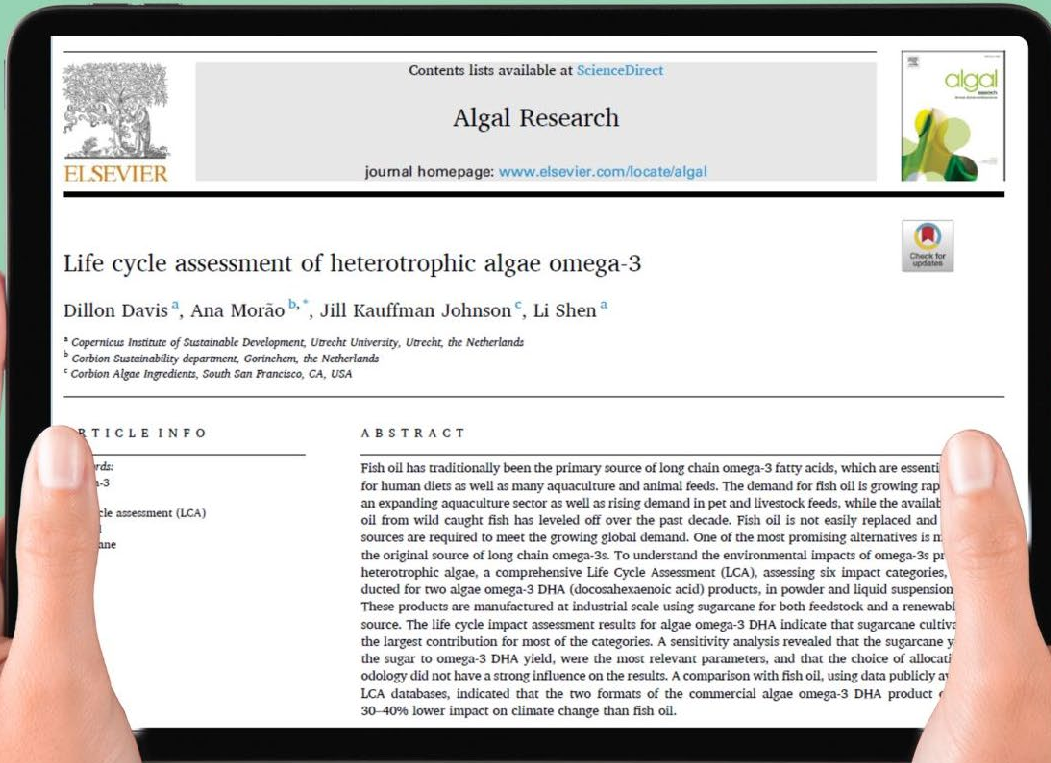 Contents lists available at ScienceDirect
algal
Algal Research
ELSEVIER
journal homepage: www.elsevier.com/locate/algal
Check for
updates
Life cycle assessment of heterotrophic algae omega-3
Dillon Davis a, Ana Morão b, *, Jill Kauffman Johnson c, Li Shen a
a Copernicus Institute of Sustainable Development, Utrecht University, Utrecht, the Netherlands
b Corbion Sustainability department, Gorinchem, the Netherlands
c Corbion Algae Ingredients, South San Francisco, CA, USA
RTICLE INFO
ABSTRACT
rds:
-3
cle assessment (LCA)
ane
Fish oil has traditionally been the primary source of long chain omega-3 fatty acids, which are essenti
for human diets as well as many aquaculture and animal feeds. The demand for fish oil is growing rap
an expanding aquaculture sector as well as rising demand in pet and livestock feeds, while the availab
oil from wild caught fish has leveled off over the past decade. Fish oil is not easily replaced and
sources are required to meet the growing global demand. One of the most promising alternatives is m
the original source of long chain omega-3s. To understand the environmental impacts of omega-3s pr
heterotrophic algae, a comprehensive Life Cycle Assessment (LCA), assessing six impact categories,
ducted for two algae omega-3 DHA (docosahexaenoic acid) products, in powder and liquid suspension
These products are manufactured at industrial scale using sugarcane for both feedstock and a renewabl
source. The life cycle impact assessment results for algae omega-3 DHA indicate that sugarcane cultiva
the largest contribution for most of the categories. A sensitivity analysis revealed that the sugarcane y
the sugar to omega-3 DHA yield, were the most relevant parameters, and that the choice of allocati
odology did not have a strong influence on the results. A comparison with fish oil, using data publicly av
LCA databases, indicated that the two formats of the commercial algae omega-3 DHA product
30–40% lower impact on climate change than fish oil.